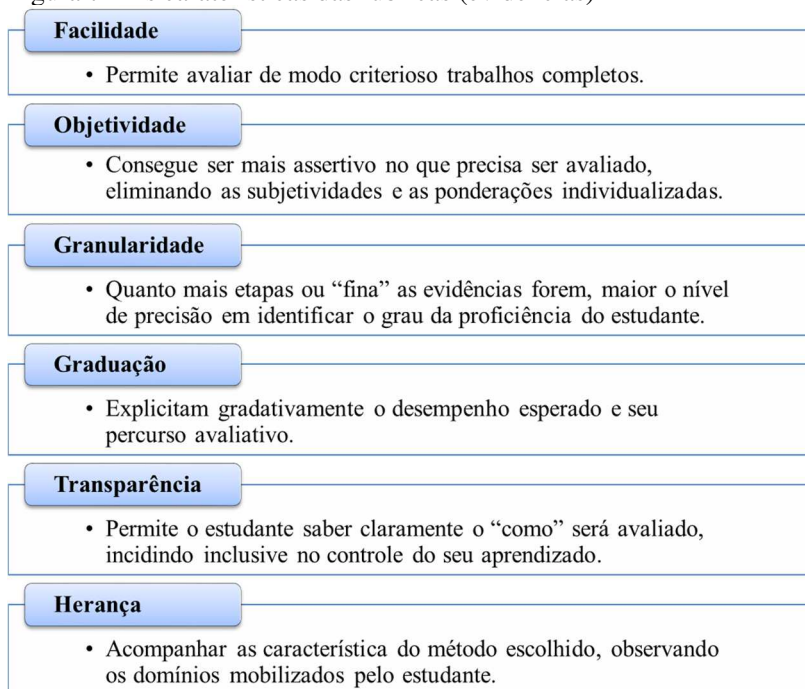 Facilidade
• Permite avaliar de modo criterioso trabalhos completos.
Objetividade
• Consegue ser mais assertivo no que precisa ser avaliado,
eliminando as subjetividades e as ponderações individualizadas.
Granularidade
• Quanto mais etapas ou “fina” as evidências forem, maior o nível
de precisão em identificar o grau da proficiência do estudante.
Graduação
• Explicitam gradativamente o desempenho esperado e seu
percurso avaliativo.
Transparência
• Permite o estudante saber claramente o “como” será avaliado,
incidindo inclusive no controle do seu aprendizado.
Herança
• Acompanhar as característica do método escolhido, observando
os domínios mobilizados pelo estudante.